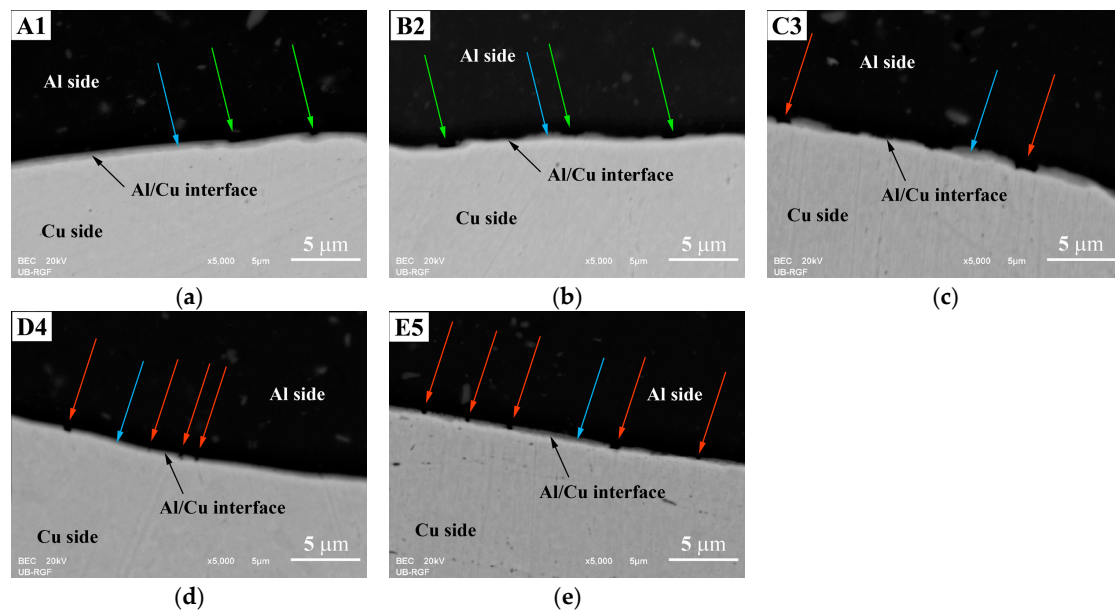 A1
Al side
Al/Cu interface
Cu side
5 μm
BEC 20kV x5,000 5μm
UB-RGF
(a)
B2
Al side
Al/Cu interface
Cu side
5 μm
BEC 20kV x5,000 5μm
UB-RGF
(b)
C3
Al side
Al/Cu interface
Cu side
5 μm
BEC 20kV x5,000 5μm
UB-RGF
(c)
D4
Al side
Al/Cu interface
Cu side
5 μm
BEC 20kV x5,000 5μm
UB-RGF
(d)
E5
Al side
Al/Cu interface
Cu side
5 μm
BEC 20kV x5,000 5μm
UB-RGF
(e)